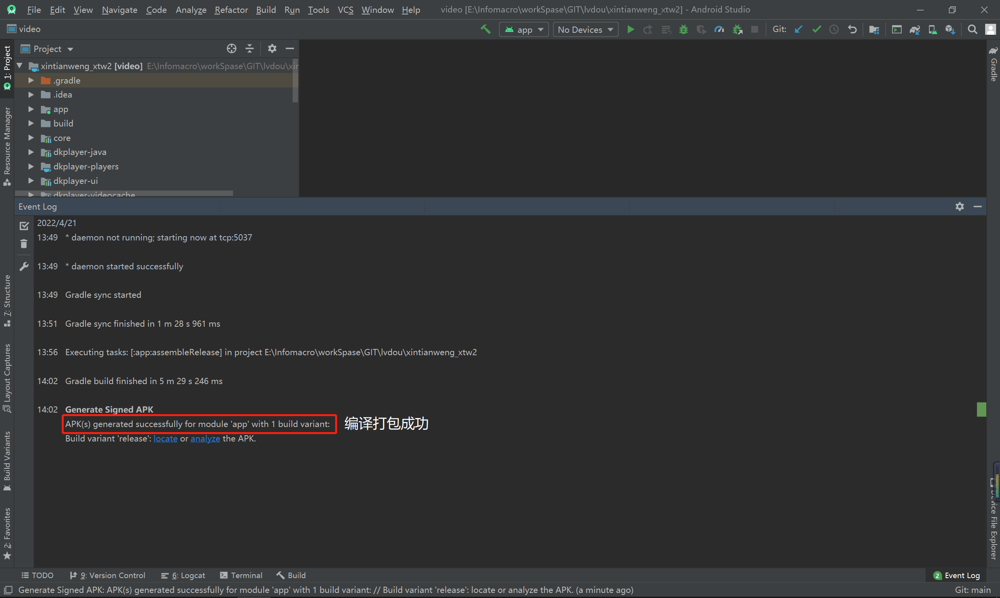 File Edit View Navigate Code Analyze Refactor Build Run Tools VCS Window Help video [E:\Infomacro\workSpase\GIT\lvdou\xintianweng_xtw2] - Android Studio
video app No Devices Git:
Project
xintianweng_xtw2 [video] E:\Infomacro\workSpase\GIT\lvdou\xin
.gradle
.idea
app
build
core
dkplayer-java
dkplayer-players
dkplayer-ui
dkplayer-videocache
1: Project
Resource Manager
7: Structure
Layout Captures
Build Variants
2: Favorites
Gradle
Device File Explorer
Event Log
2022/4/21
13:49 * daemon not running; starting now at tcp:5037
13:49 * daemon started successfully
13:49 Gradle sync started
13:51 Gradle sync finished in 1 m 28 s 961 ms
13:56 Executing tasks: [:app:assembleRelease] in project E:\Infomacro\workSpase\GIT\lvdou\xintianweng_xtw2
14:02 Gradle build finished in 5 m 29 s 246 ms
14:02 Generate Signed APK
APK(s) generated successfully for module 'app' with 1 build variant: 编译打包成功
Build variant 'release': locate or analyze the APK.
TODO 9: Version Control 6: Logcat Terminal Build 2 Event Log
Generate Signed APK: APK(s) generated successfully for module 'app' with 1 build variant: // Build variant 'release': locate or analyze the APK. (a minute ago) Git: main